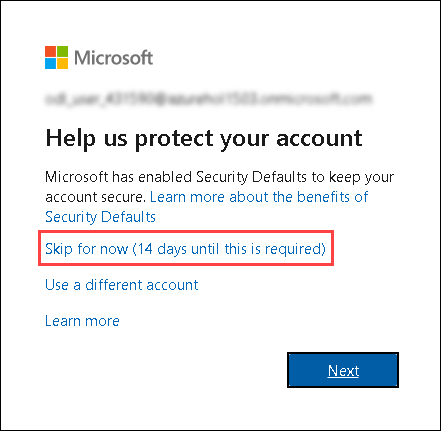 Microsoft
Help us protect your account
Microsoft has enabled Security Defaults to keep your
account secure. Learn more about the benefits of
Security Defaults
Skip for now (14 days until this is required)
Use a different account
Learn more
Next